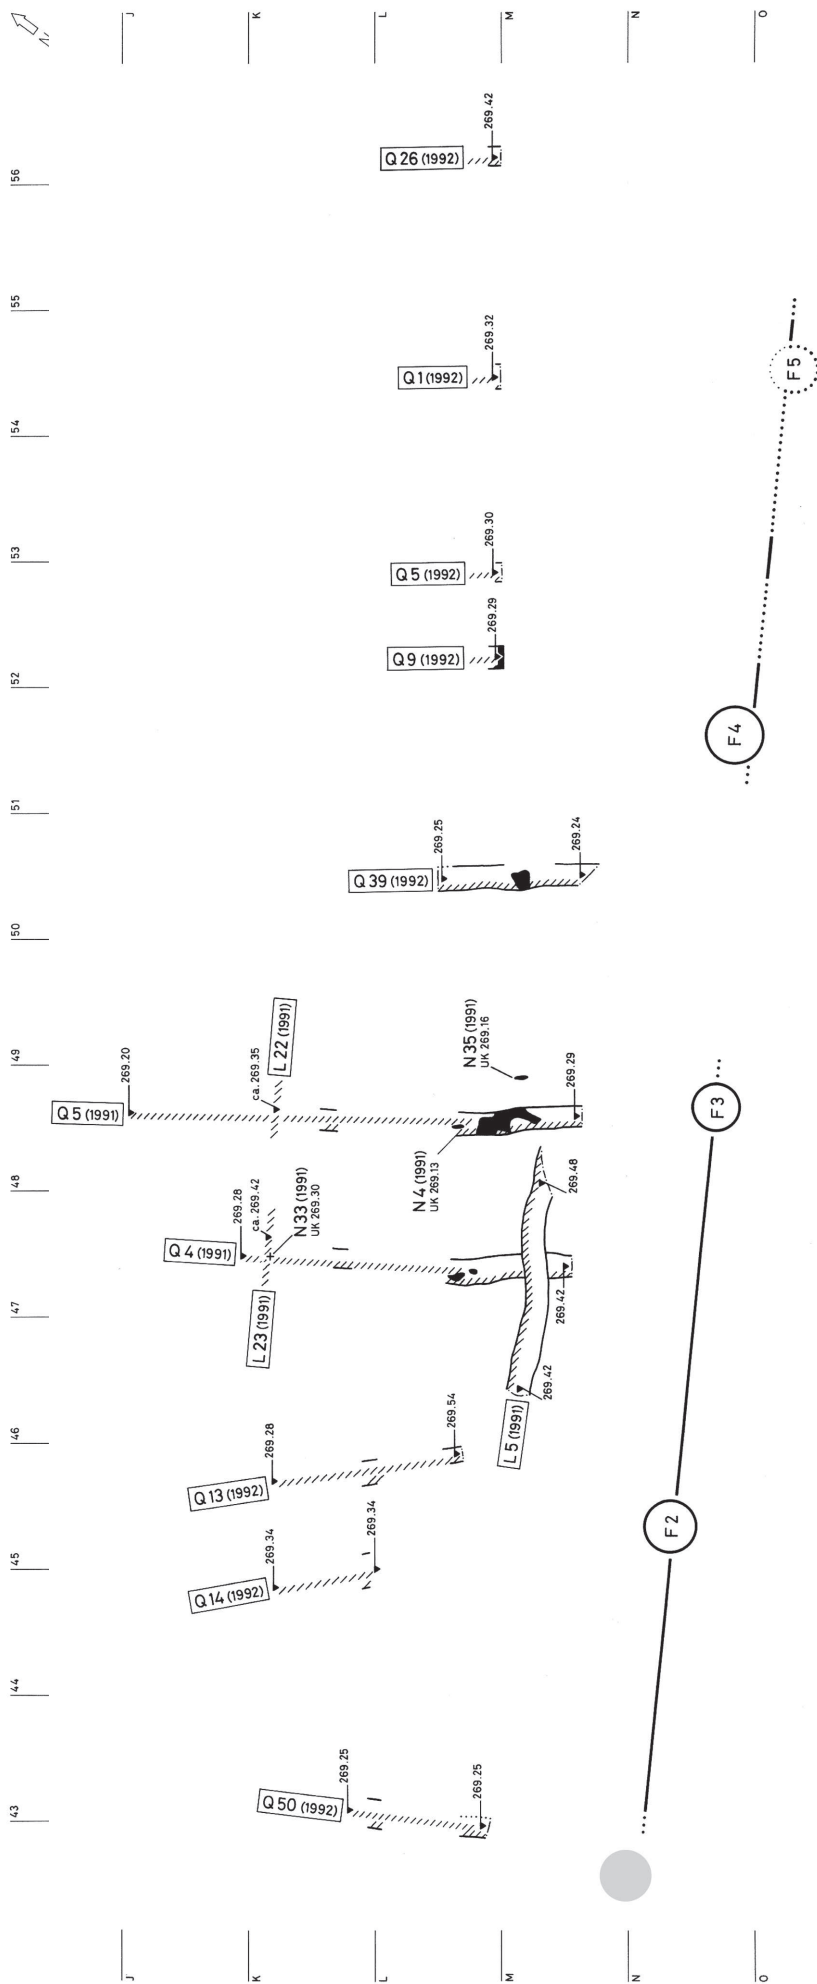 N
J
K
L
M
N
O
56
55
54
53
52
51
50
49
48
47
46
45
44
43
Q 26 (1992)
269.42
Q 1 (1992)
269.32
Q 5 (1992)
269.30
Q 9 (1992)
269.29
F 5
F 4
Q 39 (1992)
269.25
269.24
Q 5 (1991)
269.20
L 22 (1991)
ca. 269.35
N 35 (1991)
UK 269.16
269.29
N 4 (1991)
UK 269.13
F 3
Q 4 (1991)
269.28
ca. 269.42
N 33 (1991)
UK 269.30
L 23 (1991)
269.48
269.42
269.42
L 5 (1991)
Q 13 (1992)
269.28
269.54
Q 14 (1992)
269.34
269.34
F 2
Q 50 (1992)
269.25
269.25
J
K
L
M
N
O